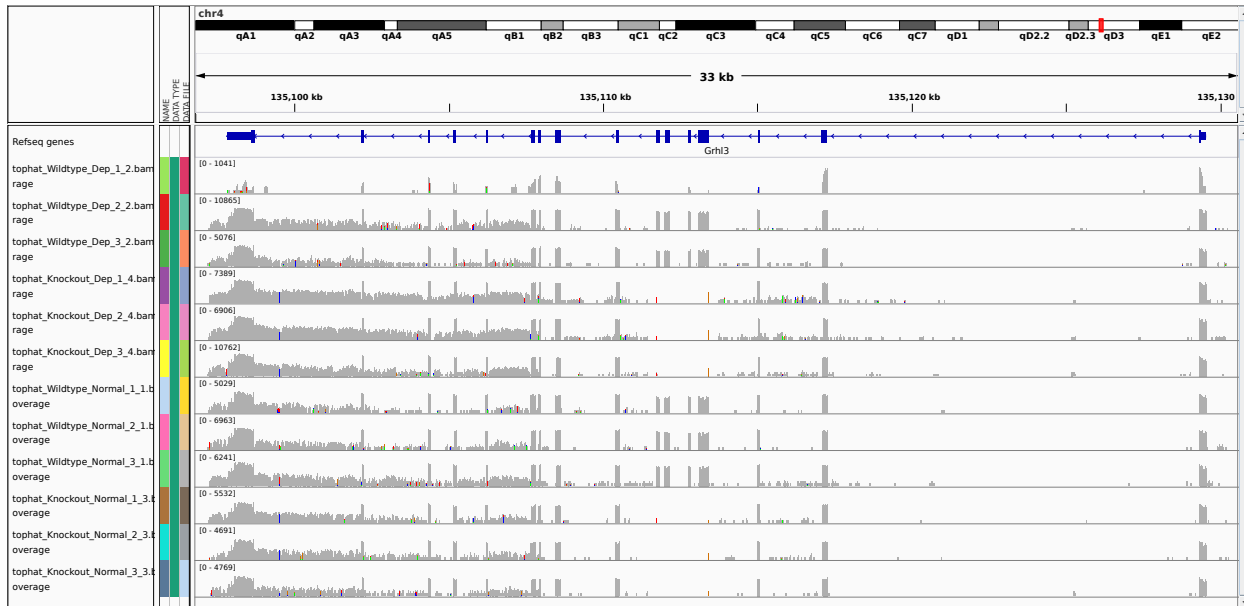 chr4
qA1 qA2 qA3 qA4 qA5 qB1 qB2 qB3 qC1 qC2 qC3 qC4 qC5 qC6 qC7 qD1 qD2.2 qD2.3 qD3 qE1 qE2
33 kb
135,100 kb 135,110 kb 135,120 kb 135,130
NAME
DATA TYPE
DATA FILE
Refseq genes
Grhl3
tophat_Wildtype_Dep_1_2.bam
rage
[0 - 1041]
tophat_Wildtype_Dep_2_2.bam
rage
[0 - 10865]
tophat_Wildtype_Dep_3_2.bam
rage
[0 - 5076]
tophat_Knockout_Dep_1_4.bam
rage
[0 - 7389]
tophat_Knockout_Dep_2_4.bam
rage
[0 - 6906]
tophat_Knockout_Dep_3_4.bam
rage
[0 - 10762]
tophat_Wildtype_Normal_1_1.b
overage
[0 - 5029]
tophat_Wildtype_Normal_2_1.b
overage
[0 - 6963]
tophat_Wildtype_Normal_3_1.b
overage
[0 - 6241]
tophat_Knockout_Normal_1_3.b
overage
[0 - 5532]
tophat_Knockout_Normal_2_3.b
overage
[0 - 4691]
tophat_Knockout_Normal_3_3.b
overage
[0 - 4769]